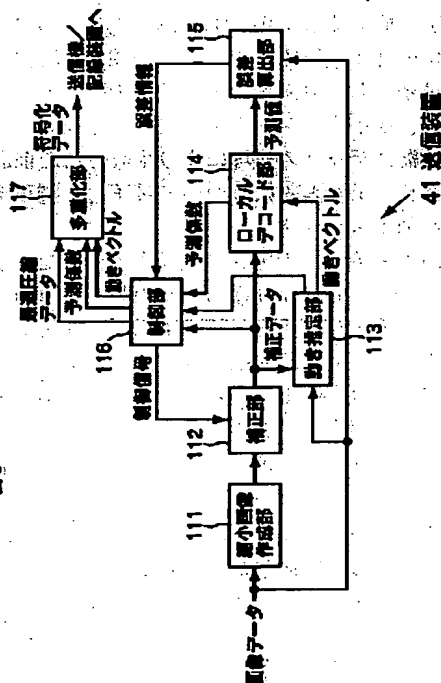 画像データ
111
縮小画像
作成部
112
補正部
制御信号
補正データ
113
動き推定部
動きベクトル
114
ローカル
デコード部
予測係数
予測値
115
誤差
算出部
誤差情報
116
制御部
最適圧縮
データ
予測係数
動きベクトル
117
多重化部
符号化
データ
送信機/
記録装置へ
41 送信装置